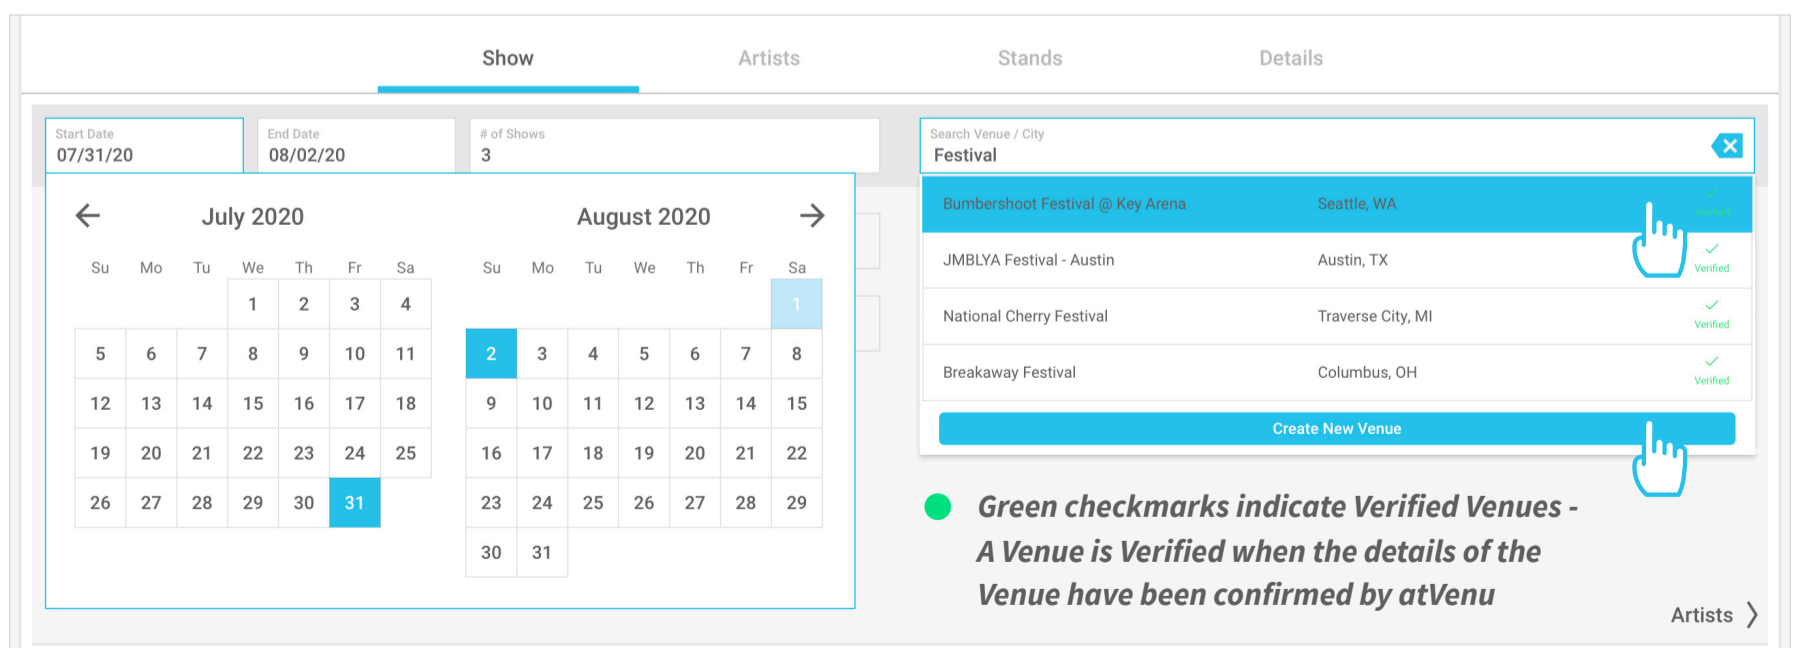 Show Artists Stands Details
Start Date
07/31/20
End Date
08/02/20
# of Shows
3
Search Venue / City
Festival
July 2020
Su Mo Tu We Th Fr Sa
1 2 3 4
5 6 7 8 9 10 11
12 13 14 15 16 17 18
19 20 21 22 23 24 25
26 27 28 29 30 31
August 2020
Su Mo Tu We Th Fr Sa
1
2 3 4 5 6 7 8
9 10 11 12 13 14 15
16 17 18 19 20 21 22
23 24 25 26 27 28 29
30 31
Bumbershoot Festival @ Key Arena Seattle, WA Verified
JMBLYA Festival - Austin Austin, TX Verified
National Cherry Festival Traverse City, MI Verified
Breakaway Festival Columbus, OH Verified
Create New Venue
Green checkmarks indicate Verified Venues -
A Venue is Verified when the details of the
Venue have been confirmed by atVenu
Artists